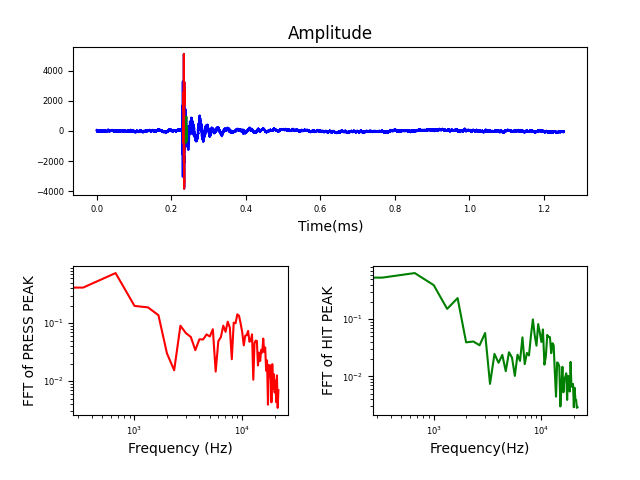 Amplitude
4000
2000
0
−2000
−4000
0.0 0.2 0.4 0.6 0.8 1.0 1.2
Time(ms)
FFT of PRESS PEAK
10⁻¹
10⁻²
10³ 10⁴
Frequency (Hz)
FFT of HIT PEAK
10⁻¹
10⁻²
10³ 10⁴
Frequency(Hz)